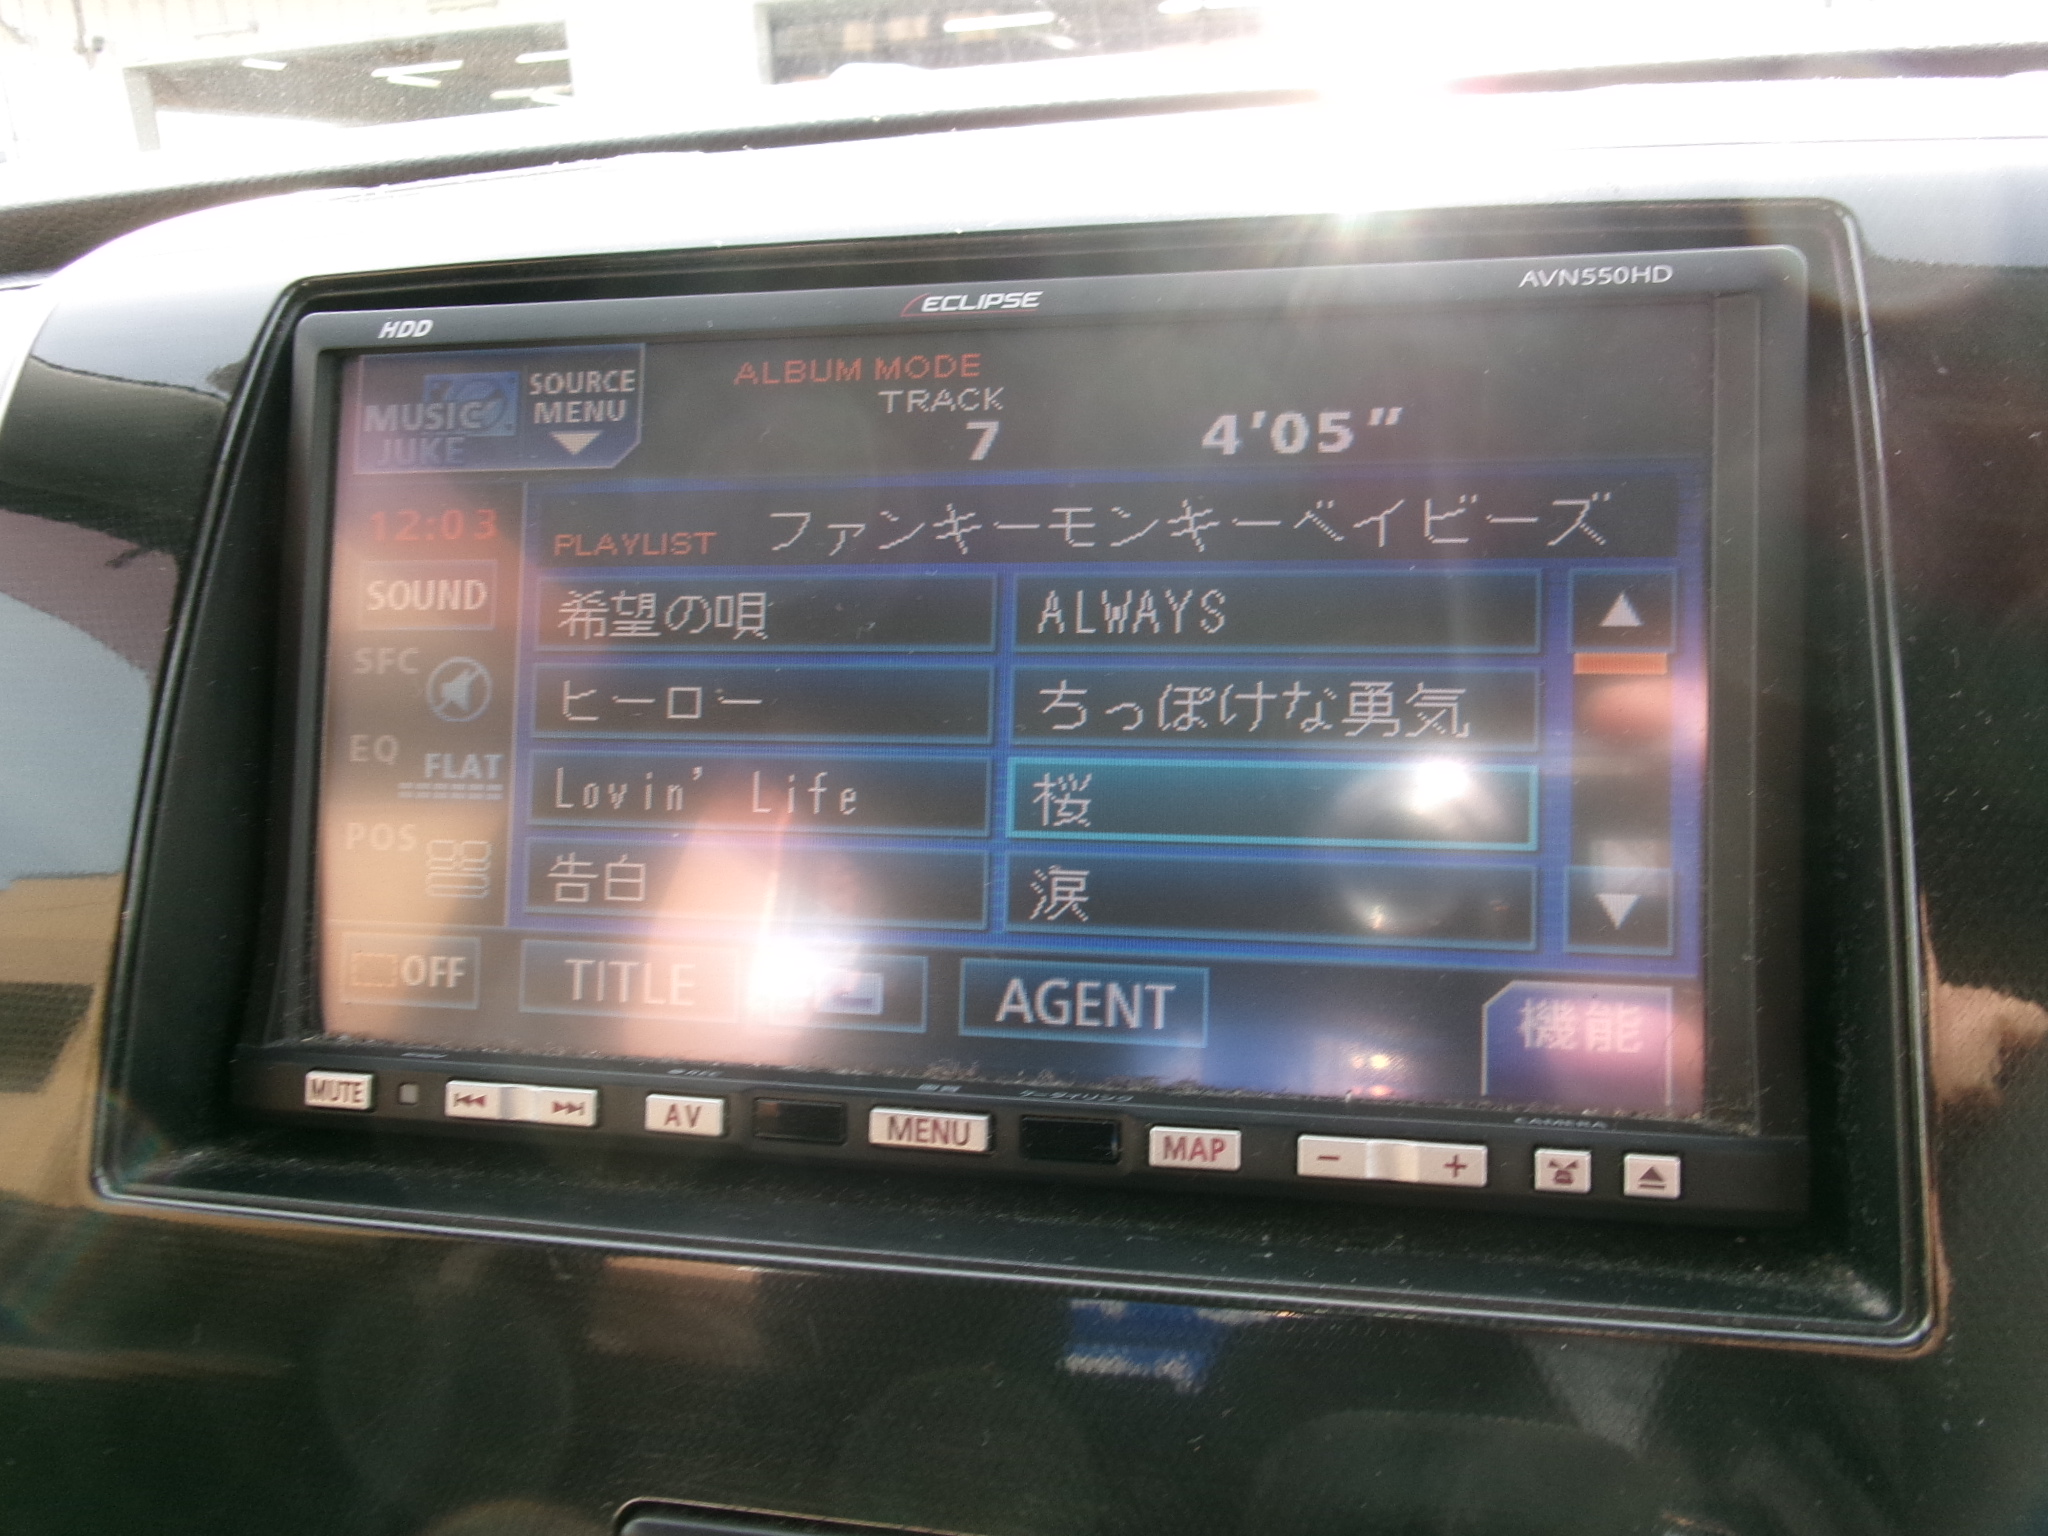 HDD
ECLIPSE
AVN550HD
MUSIC JUKE
SOURCE MENU
ALBUM MODE
TRACK
7
4'05"
12:03
PLAYLIST
ファンキーモンキーベイビーズ
SOUND
希望の唄
ALWAYS
SFC
ヒーロー
ちっぽけな勇気
EQ
FLAT
Lovin' Life
桜
POS
告白
涙
OFF
TITLE
AGENT
機能
MUTE
AV
MENU
MAP
- +
CAMERA